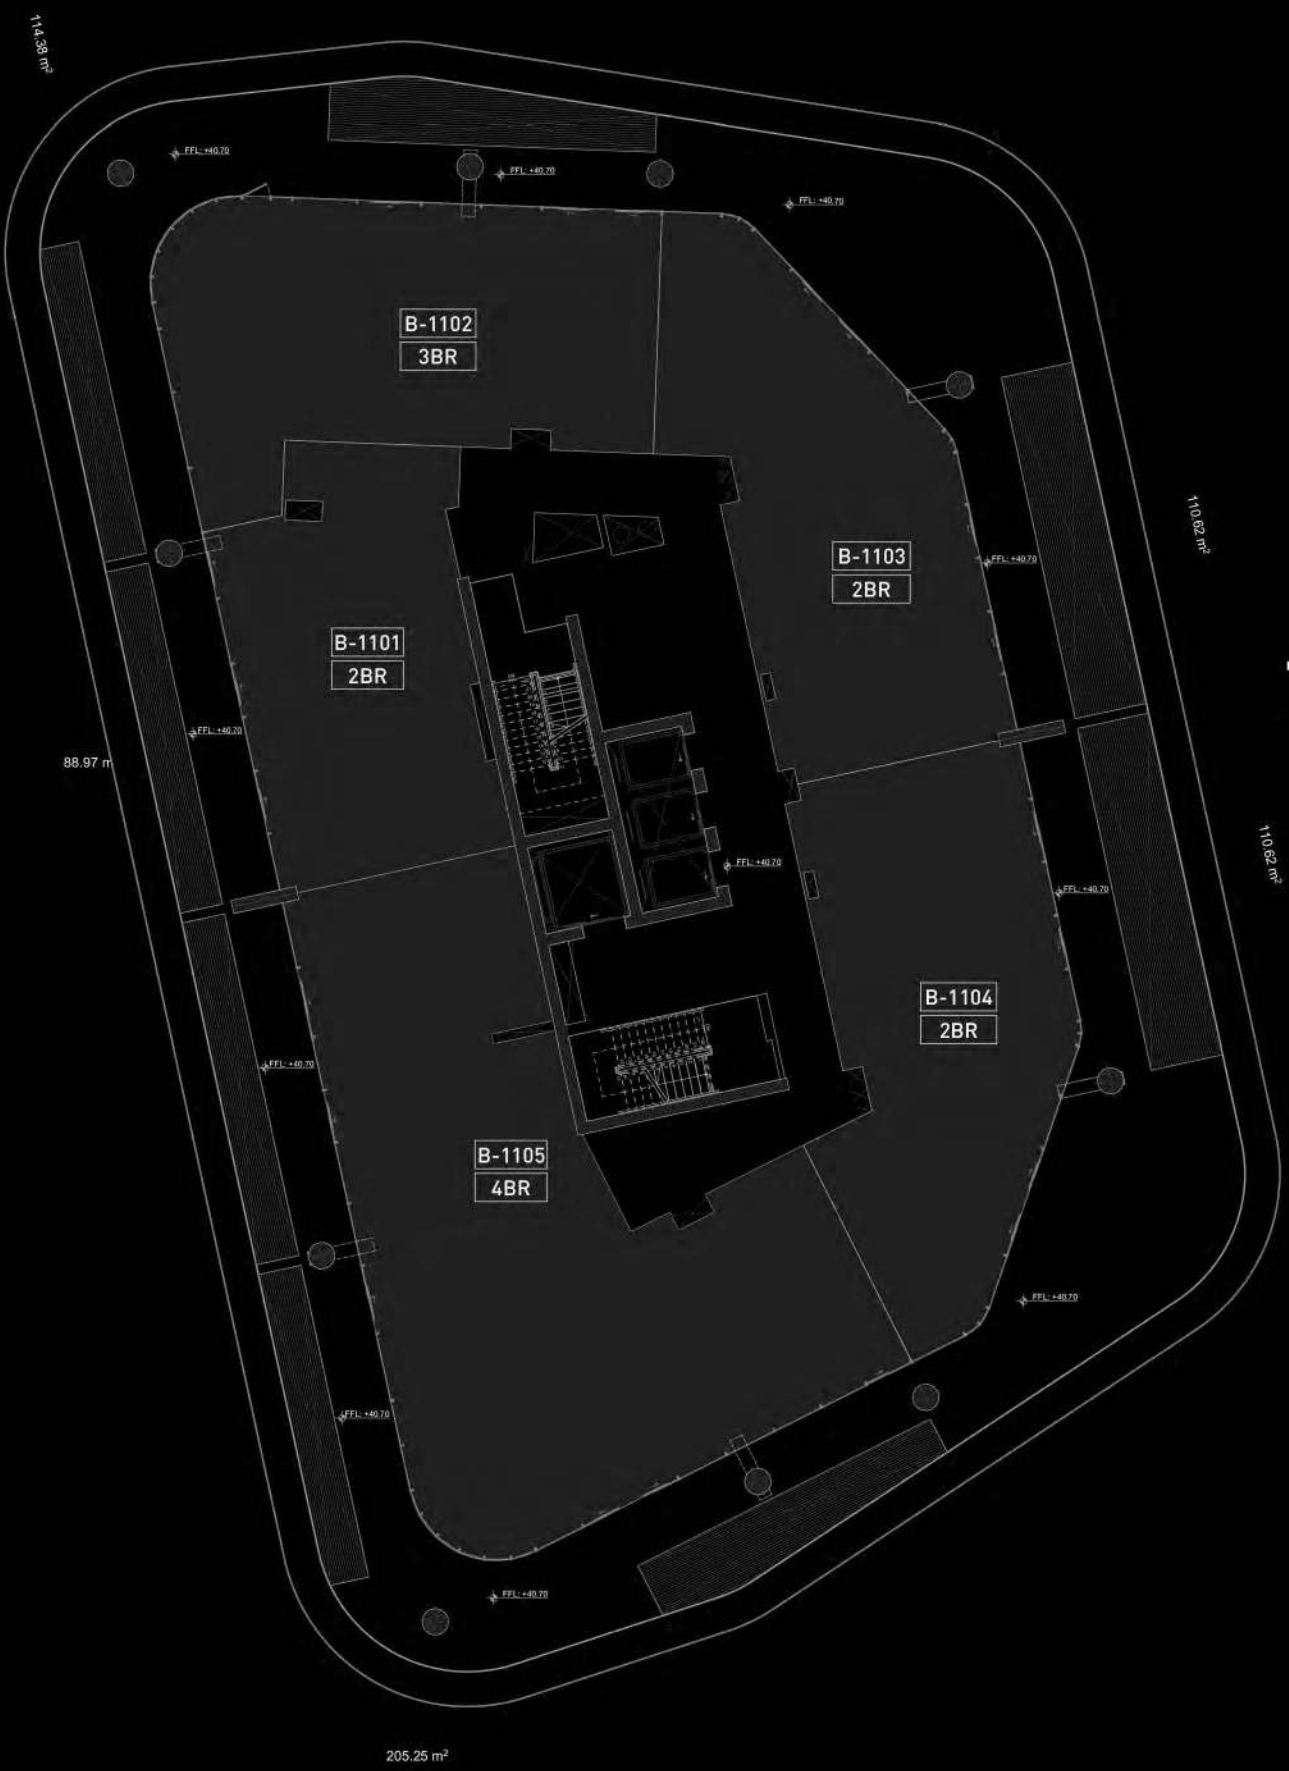 114.38 m²
FFL: +40.70
FFL: +40.70
FFL: +40.70
B-1102
3BR
110.62 m²
B-1103
2BR
FFL: +40.70
B-1101
2BR
FFL: +40.70
88.97 m
110.62 m²
FFL: +40.70
FFL: +40.70
B-1104
2BR
FFL: +40.70
B-1105
4BR
FFL: +40.70
FFL: +40.70
FFL: +40.70
205.25 m²